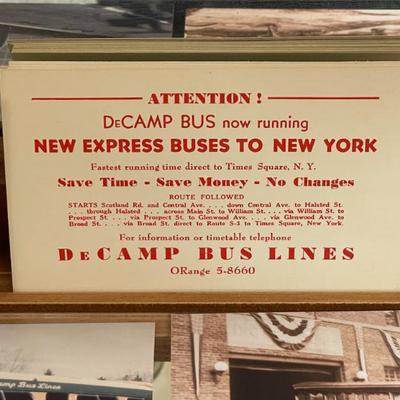 ATTENTION !
DeCAMP BUS now running
NEW EXPRESS BUSES TO NEW YORK
Fastest running time direct to Times Square, N. Y.
Save Time - Save Money - No Changes
ROUTE FOLLOWED
STARTS Scotland Rd. and Central Ave. . . . down Central Ave. to Halsted St.
. . . through Halsted . . . across Main St. to William St. . . . via William St. to
Prospect St. . . . via Prospect St. to Glenwood Ave. . . . via Glenwood Ave. to
Broad St. . . . via Broad St. direct to Route S-3 to Times Square, New York.
For information or timetable telephone
DECAMP BUS LINES
ORange 5-8660
amp Bus Lines